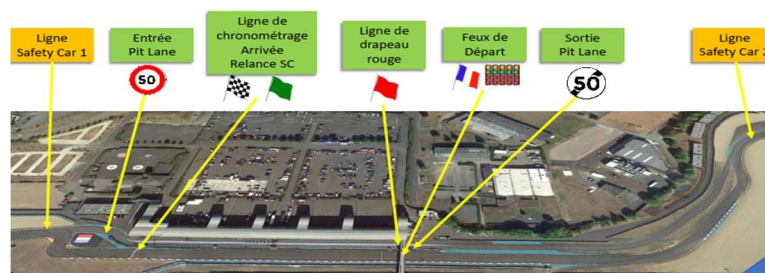 Ligne
Safety Car 1
Entrée
Pit Lane
50
Ligne de
chronométrage
Arrivée
Relance SC
Ligne de
drapeau
rouge
Feux de
Départ
Sortie
Pit Lane
50
Ligne
Safety Car 2